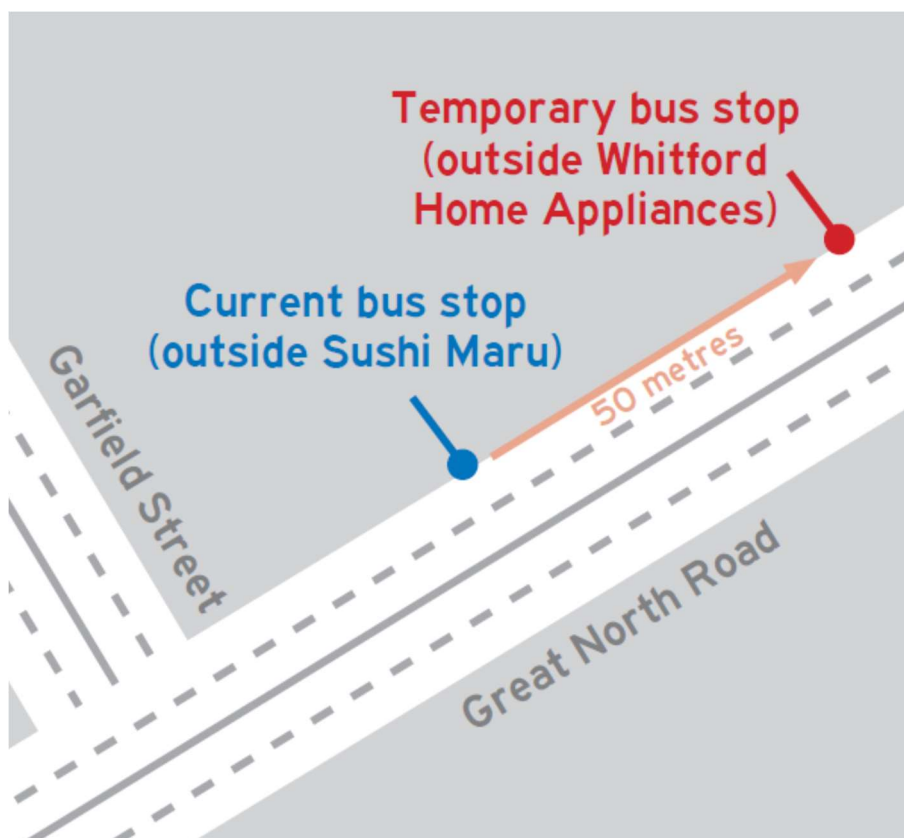 Temporary bus stop
(outside Whitford
Home Appliances)
Current bus stop
(outside Sushi Maru)
50 metres
Garfield Street
Great North Road